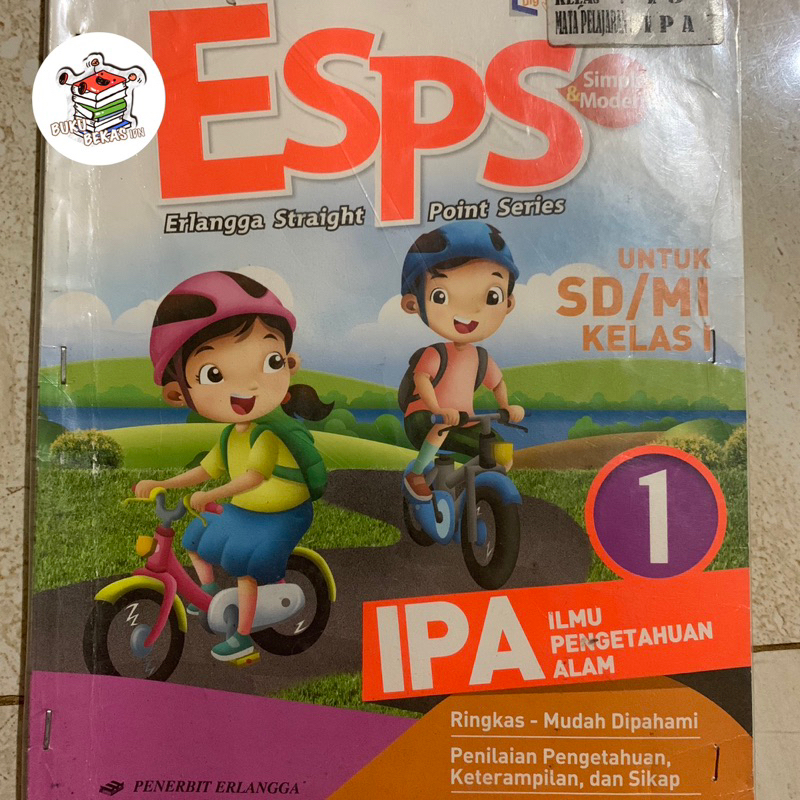 MATA PELAJARAN IPA
BUKU
BEKAS IPN
ESPS
Simple
& Modern
Erlangga Straight Point Series
UNTUK
SD/MI
KELAS I
1
IPA
ILMU
PENGETAHUAN
ALAM
Ringkas - Mudah Dipahami
Penilaian Pengetahuan,
Keterampilan, dan Sikap
PENERBIT ERLANGGA